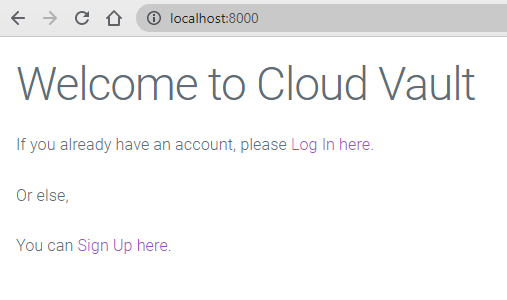 localhost:8000
Welcome to Cloud Vault
If you already have an account, please Log In here.
Or else,
You can Sign Up here.